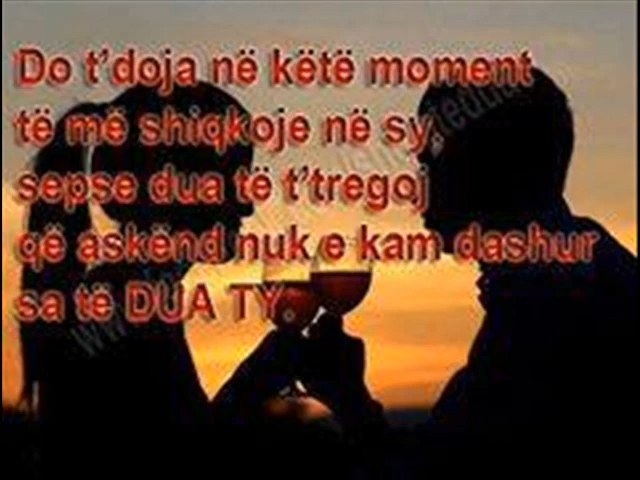 Do t'doja në këtë moment
të më shiqkoje në sy,
sepse dua të t'tregoj
që askënd nuk e kam dashur
sa të DUA TY.